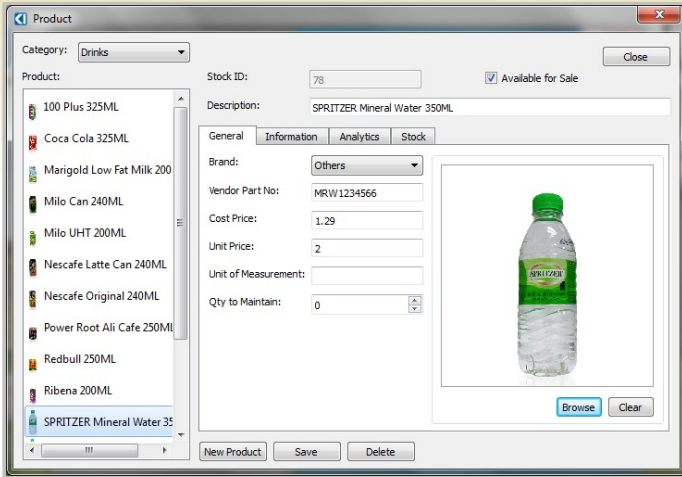 Product
Category: Drinks
Close
Product:
Stock ID: 78
Available for Sale
Description: SPRITZER Mineral Water 350ML
100 Plus 325ML
Coca Cola 325ML
Marigold Low Fat Milk 200
Milo Can 240ML
Milo UHT 200ML
Nescafe Latte Can 240ML
Nescafe Original 240ML
Power Root Ali Cafe 250ML
Redbull 250ML
Ribena 200ML
SPRITZER Mineral Water 35
General Information Analytics Stock
Brand: Others
Vendor Part No: MRW1234566
Cost Price: 1.29
Unit Price: 2
Unit of Measurement:
Qty to Maintain: 0
SPRITZER
Browse Clear
New Product Save Delete